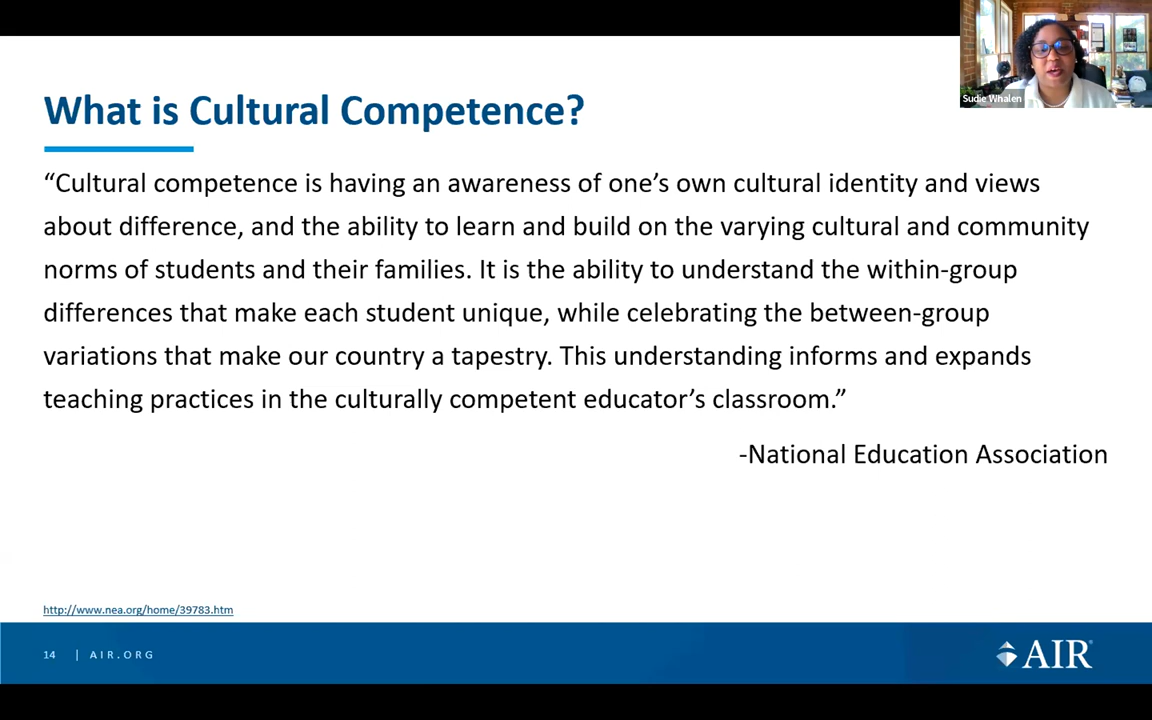 Sudie Whalen
What is Cultural Competence?
“Cultural competence is having an awareness of one’s own cultural identity and views
about difference, and the ability to learn and build on the varying cultural and community
norms of students and their families. It is the ability to understand the within-group
differences that make each student unique, while celebrating the between-group
variations that make our country a tapestry. This understanding informs and expands
teaching practices in the culturally competent educator’s classroom.”
-National Education Association
http://www.nea.org/home/39783.htm
14 | AIR.ORG
AIR®